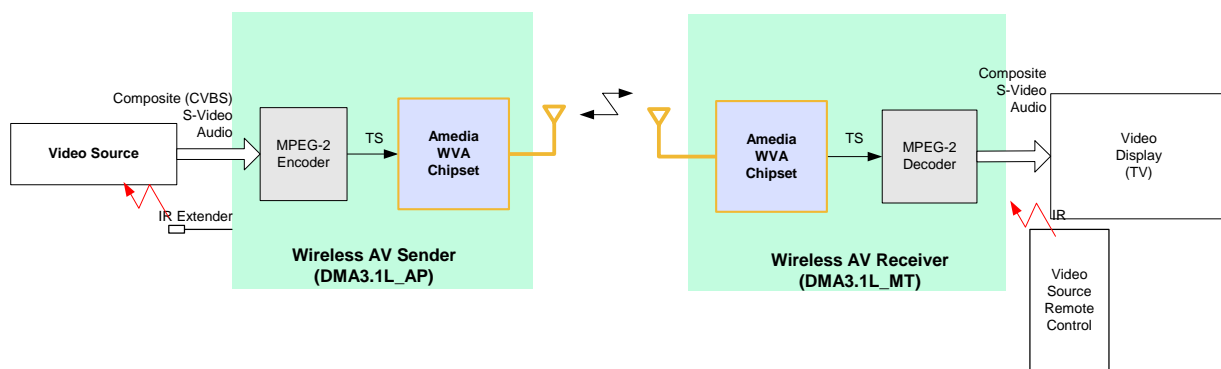 Composite (CVBS)
S-Video
Audio
Video Source
IR Extender
MPEG-2
Encoder
TS
Amedia
WVA
Chipset
Wireless AV Sender
(DMA3.1L_AP)
Amedia
WVA
Chipset
TS
MPEG-2
Decoder
Wireless AV Receiver
(DMA3.1L_MT)
Composite
S-Video
Audio
Video
Display
(TV)
IR
Video
Source
Remote
Control